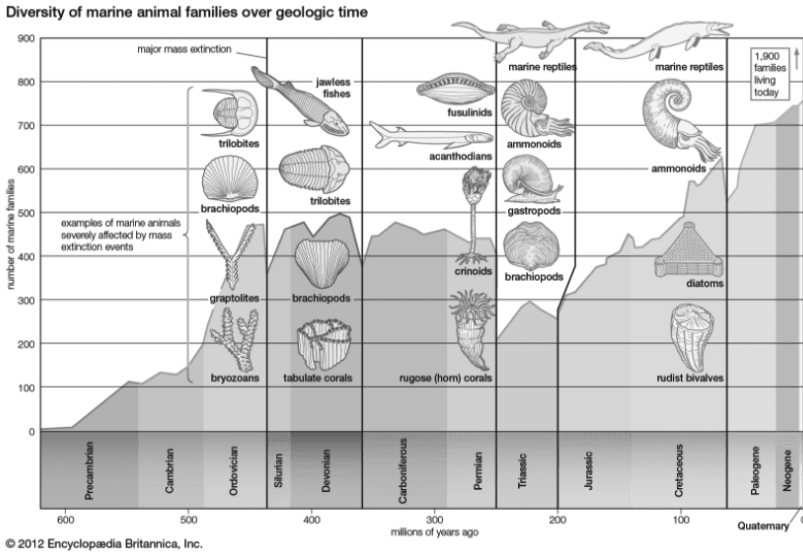 Diversity of marine animal families over geologic time
900
800
700
600
500
400
300
200
100
0
number of marine families
major mass extinction
examples of marine animals
severely affected by mass
extinction events
trilobites
brachiopods
graptolites
bryozoans
jawless
fishes
trilobites
brachiopods
tabulate corals
fusulinids
acanthodians
crinoids
rugose (horn) corals
marine reptiles
ammonoids
gastropods
brachiopods
marine reptiles
ammonoids
diatoms
rudist bivalves
1,900
families
living
today
Precambrian
Cambrian
Ordovician
Silurian
Devonian
Carboniferous
Permian
Triassic
Jurassic
Cretaceous
Paleogene
Neogene
Quaternary
600
500
400
300
200
100
0
millions of years ago
© 2012 Encyclopædia Britannica, Inc.